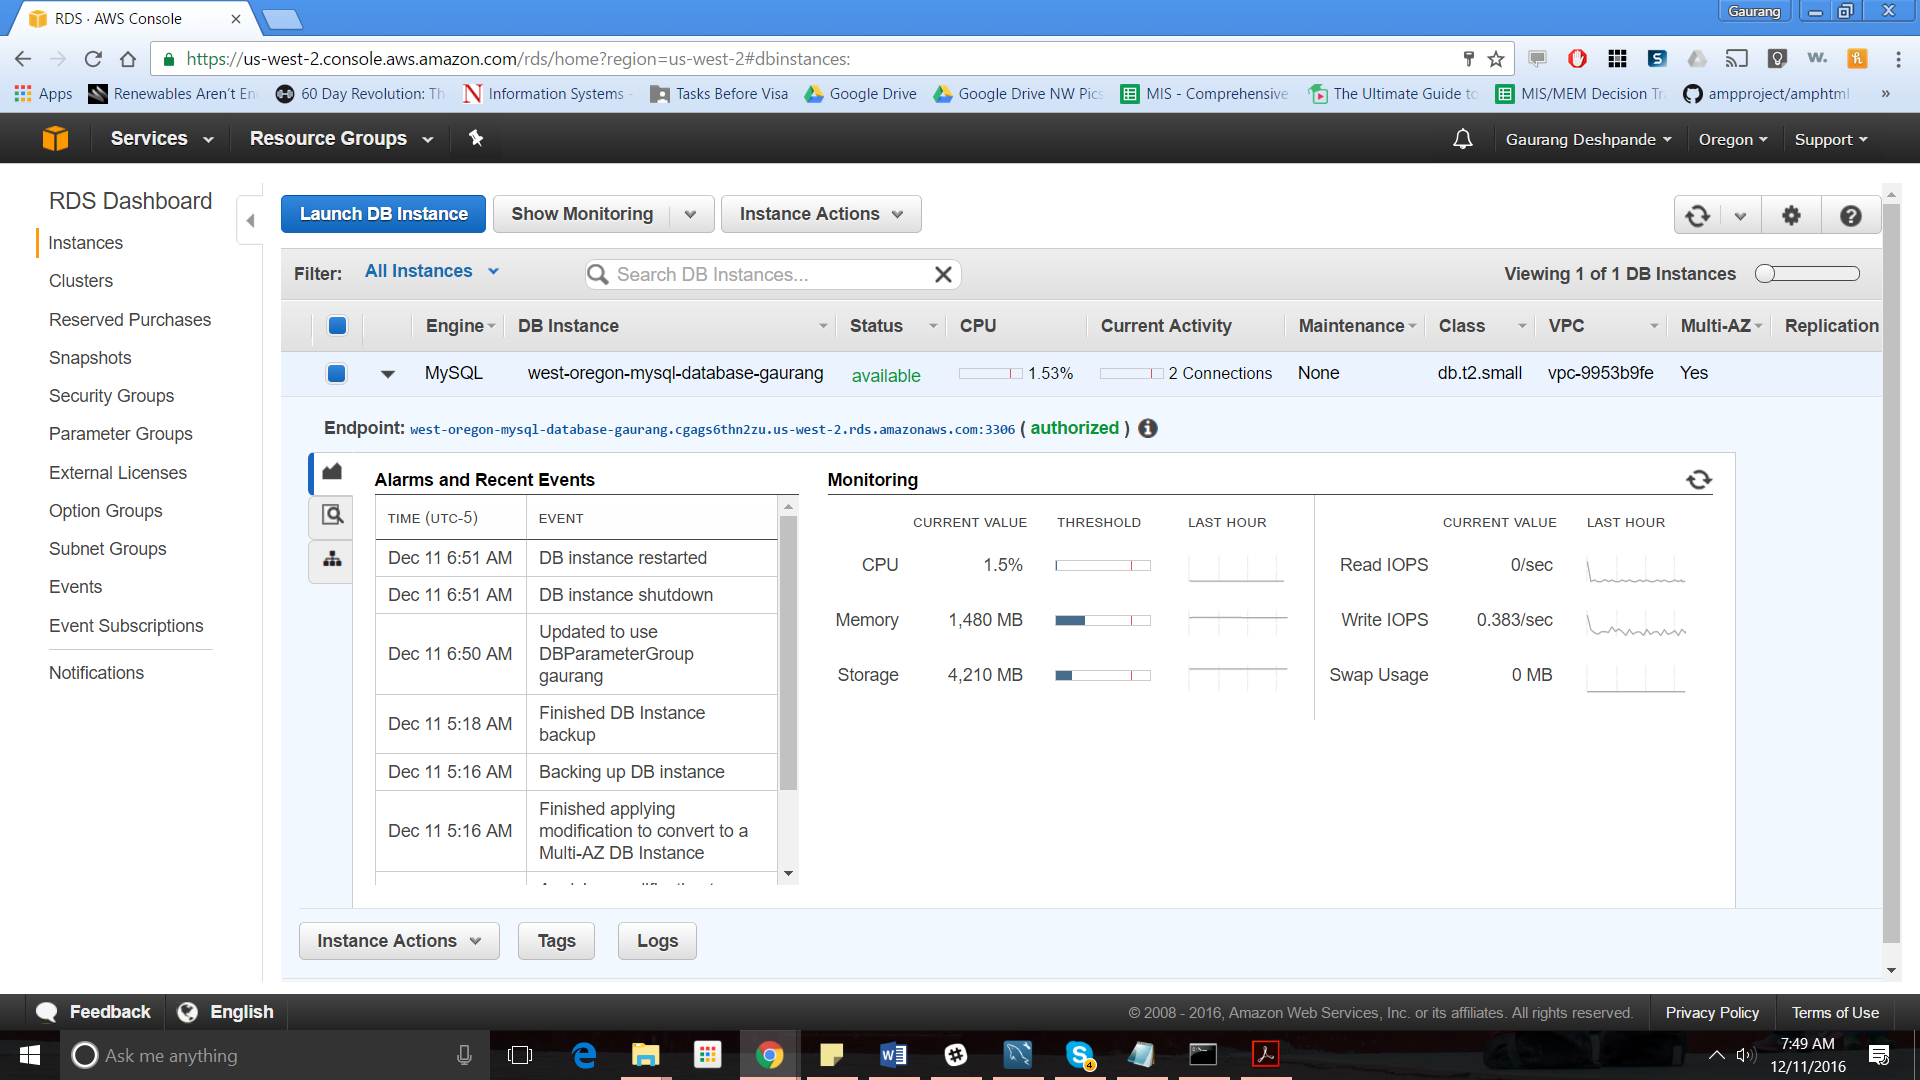 RDS · AWS Console
Gaurang
https://us-west-2.console.aws.amazon.com/rds/home?region=us-west-2#dbinstances:
Apps
Renewables Aren't En
60 Day Revolution: Th
Information Systems -
Tasks Before Visa
Google Drive
Google Drive NW Pics
MIS - Comprehensive
The Ultimate Guide to
MIS/MEM Decision Tr
ampproject/amphtml
»
Services
Resource Groups
Gaurang Deshpande
Oregon
Support
RDS Dashboard
Instances
Clusters
Reserved Purchases
Snapshots
Security Groups
Parameter Groups
External Licenses
Option Groups
Subnet Groups
Events
Event Subscriptions
Notifications
Launch DB Instance
Show Monitoring
Instance Actions
Filter: All Instances
Search DB Instances...
Viewing 1 of 1 DB Instances
Engine DB Instance Status CPU Current Activity Maintenance Class VPC Multi-AZ Replication
MySQL west-oregon-mysql-database-gaurang available 1.53% 2 Connections None db.t2.small vpc-9953b9fe Yes
Endpoint: west-oregon-mysql-database-gaurang.cgags6thn2zu.us-west-2.rds.amazonaws.com:3306 ( authorized )
Alarms and Recent Events
TIME (UTC-5) EVENT
Dec 11 6:51 AM DB instance restarted
Dec 11 6:51 AM DB instance shutdown
Dec 11 6:50 AM Updated to use
DBParameterGroup
gaurang
Dec 11 5:18 AM Finished DB Instance
backup
Dec 11 5:16 AM Backing up DB instance
Dec 11 5:16 AM Finished applying
modification to convert to a
Multi-AZ DB Instance
Monitoring
CURRENT VALUE THRESHOLD LAST HOUR
CPU 1.5%
Memory 1,480 MB
Storage 4,210 MB
CURRENT VALUE LAST HOUR
Read IOPS 0/sec
Write IOPS 0.383/sec
Swap Usage 0 MB
Instance Actions
Tags
Logs
Feedback
English
© 2008 - 2016, Amazon Web Services, Inc. or its affiliates. All rights reserved.
Privacy Policy
Terms of Use
Ask me anything
4
7:49 AM
12/11/2016